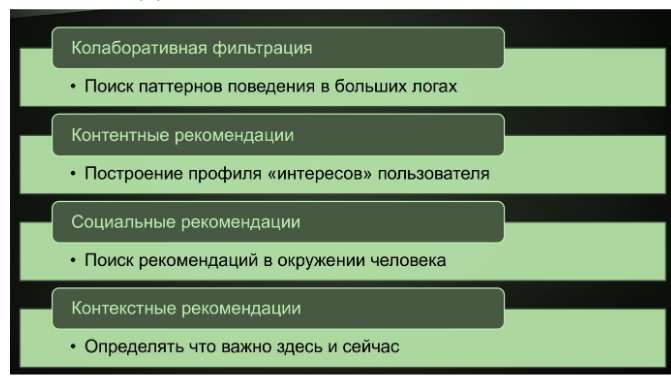 Колаборативная фильтрация
• Поиск паттернов поведения в больших логах
Контентные рекомендации
• Построение профиля «интересов» пользователя
Социальные рекомендации
• Поиск рекомендаций в окружении человека
Контекстные рекомендации
• Определять что важно здесь и сейчас